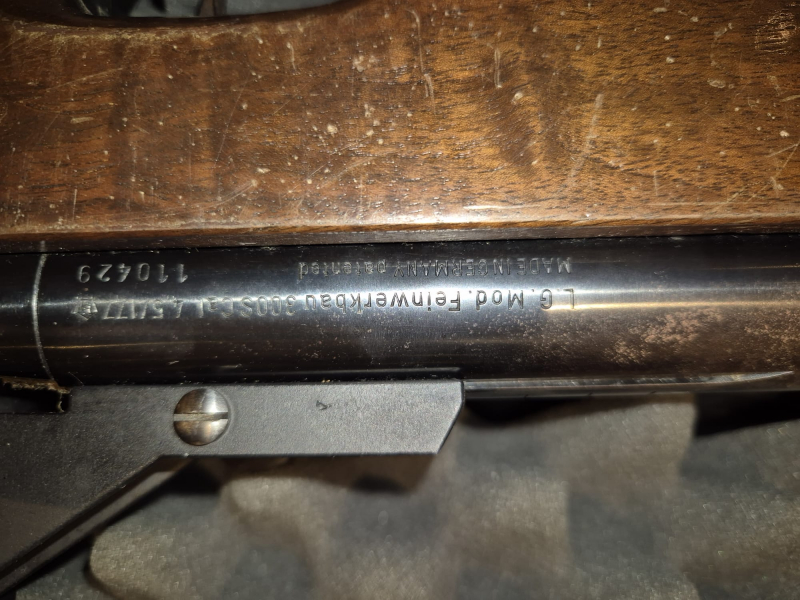 L.G. Mod. Feinwerkbau 300S Cal 4.5/.177
MADE IN GERMANY patented
110429